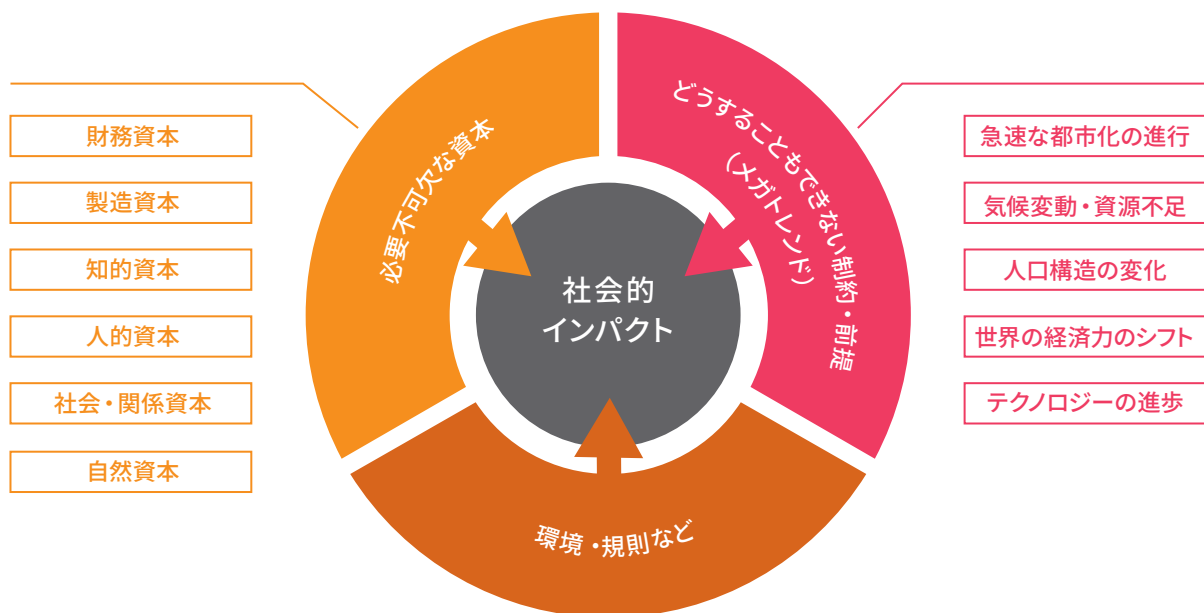 必要不可欠な資本
財務資本
製造資本
知的資本
人的資本
社会・関係資本
自然資本
どうすることもできない制約・前提
（メガトレンド）
急速な都市化の進行
気候変動・資源不足
人口構造の変化
世界の経済力のシフト
テクノロジーの進歩
社会的
インパクト
環境・規則など